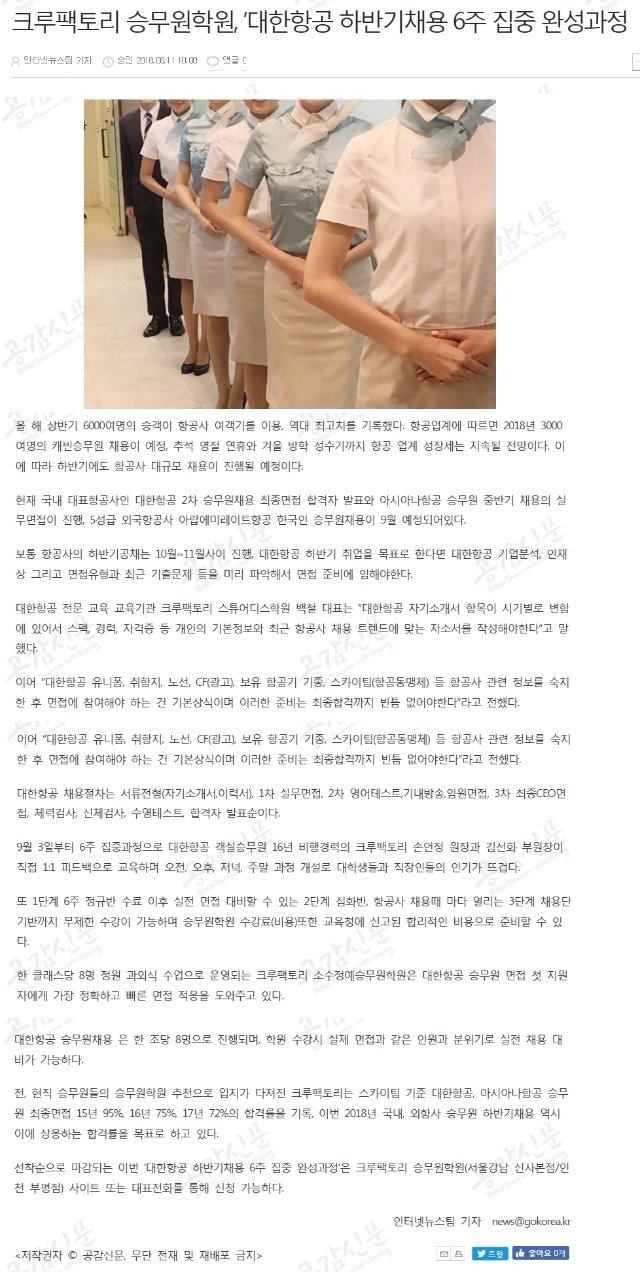 크루팩토리 승무원학원, '대한항공 하반기채용 6주 집중 완성과정
인터넷뉴스팀 기자
댓글 0
올 해 상반기 6000여명의 승객이 항공사 여객기를 이용, 역대 최고치를 기록했다. 항공업계에 따르면 2018년 3000
여명의 캐빈승무원 채용이 예정, 추석 명절 연휴와 겨울 방학 성수기까지 항공 업계 성장세는 지속될 전망이다. 이
에 따라 하반기에도 항공사 대규모 채용이 진행될 예정이다.
현재 국내 대표항공사인 대한항공 2차 승무원채용 최종면접 합격자 발표와 아시아나항공 승무원 중반기 채용의 실
무면접이 진행, 5성급 외국항공사 아랍에미레이트항공 한국인 승무원채용이 9월 예정되어있다.
보통 항공사의 하반기공채는 10월~11월사이 진행, 대한항공 하반기 취업을 목표로 한다면 대한항공 기업분석, 인재
상 그리고 면접유형과 최근 기출문제 등을 미리 파악해서 면접 준비에 임해야한다.
대한항공 전문 교육 교육기관 크루팩토리 스튜어디스학원 백철 대표는 "대한항공 자기소개서 항목이 시기별로 변함
에 있어서 스펙, 경력, 자격증 등 개인의 기본정보와 최근 항공사 채용 트렌드에 맞는 자소서를 작성해야한다"고 말
했다.
이어 "대한항공 유니폼, 취항지, 노선, CF(광고), 보유 항공기 기종, 스카이팀(항공동맹체) 등 항공사 관련 정보를 숙지
한 후 면접에 참여해야 하는 건 기본상식이며 이러한 준비는 최종합격까지 빈틈 없어야한다"라고 전했다.
이어 "대한항공 유니폼, 취항지, 노선, CF(광고), 보유 항공기 기종, 스카이팀(항공동맹체) 등 항공사 관련 정보를 숙지
한 후 면접에 참여해야 하는 건 기본상식이며 이러한 준비는 최종합격까지 빈틈 없어야한다"라고 전했다.
대한항공 채용절차는 서류전형(자기소개서,이력서), 1차 실무면접, 2차 영어테스트,기내방송,임원면접, 3차 최종CEO면
접, 체력검사, 신체검사, 수영테스트, 합격자 발표순이다.
9월 3일부터 6주 집중과정으로 대한항공 객실승무원 16년 비행경력의 크루팩토리 손언정 원장과 김선화 부원장이
직접 1:1 피드백으로 교육하며 오전, 오후, 저녁, 주말 과정 개설로 대학생들과 직장인들의 인기가 뜨겁다.
또 1단계 6주 정규반 수료 이후 실전 면접 대비할 수 있는 2단계 심화반, 항공사 채용때 마다 열리는 3단계 채용단
기반까지 무제한 수강이 가능하며 승무원학원 수강료(비용)또한 교육청에 신고된 합리적인 비용으로 준비할 수 있
다.
한 클래스당 8명 정원 과외식 수업으로 운영되는 크루팩토리 소수정예승무원학원은 대한항공 승무원 면접 첫 지원
자에게 가장 정확하고 빠른 면접 적응을 도와주고 있다.
대한항공 승무원채용 은 한 조당 8명으로 진행되며, 학원 수강시 실제 면접과 같은 인원과 분위기로 실전 채용 대
비가 가능하다.
전, 현직 승무원들의 승무원학원 추천으로 입지가 다져진 크루팩토리는 스카이팀 기준 대한항공, 아시아나항공 승무
원 최종면접 15년 95%, 16년 75%, 17년 72%의 합격률을 기록, 이번 2018년 국내, 외항사 승무원 하반기채용 역시
이에 상응하는 합격률을 목표로 하고 있다.
선착순으로 마감되는 이번 '대한항공 하반기채용 6주 집중 완성과정'은 크루팩토리 승무원학원(서울강남 신사본점/인
천 부평점) 사이트 또는 대표전화를 통해 신청 가능하다.
인터넷뉴스팀 기자 news@gokorea.kr
<저작권자 © 공감신문, 무단 전재 및 재배포 금지>
트윗
좋아요 0개
공감신문